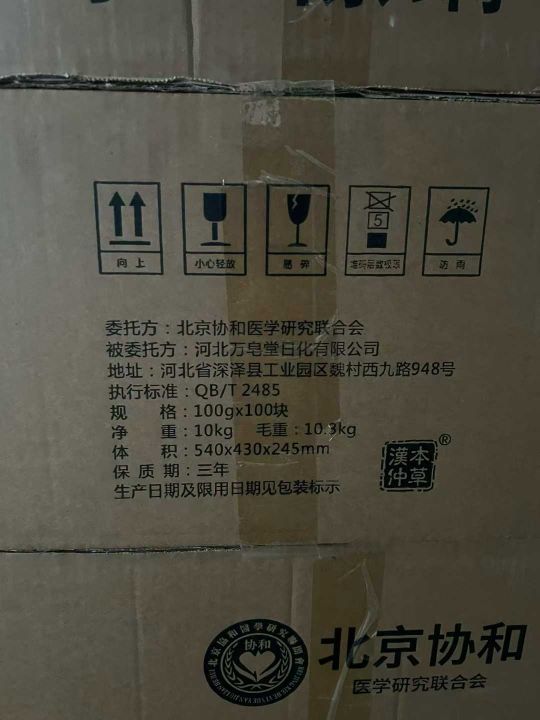 向上
小心轻放
易碎
5
堆码层数极限
防雨
委托方：北京协和医学研究联合会
被委托方：河北万皂堂日化有限公司
地址：河北省深泽县工业园区魏村西九路948号
执行标准：QB/T 2485
规 格：100gx100块
净 重：10kg 毛重：10.3kg
体 积：540x430x245mm
保 质 期：三年
生产日期及限用日期见包装标示
漢本
仲草
®
协和
北京协和
医学研究联合会